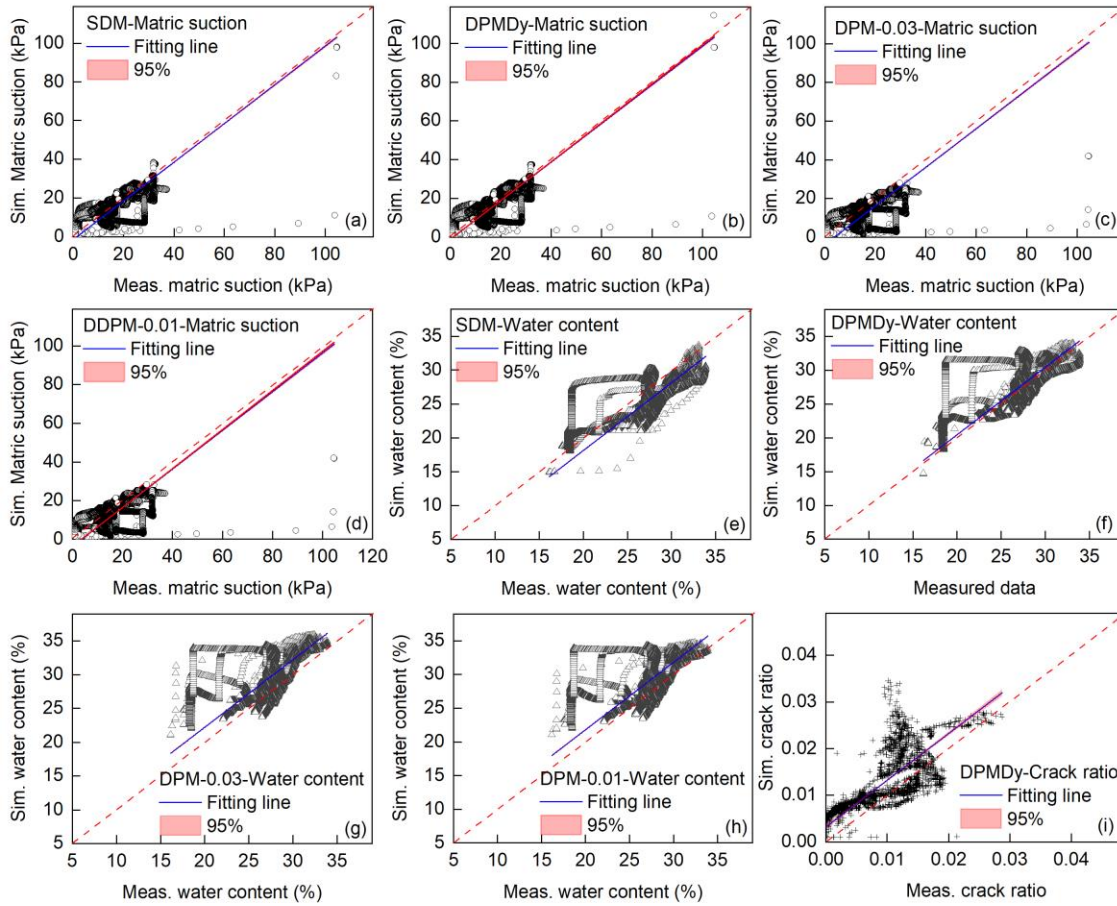 SDM-Matric suction
Fitting line
95%
100
80
60
40
20
0
Sim. Matric suction (kPa)
0 20 40 60 80 100
Meas. matric suction (kPa)
(a)
DPMDy-Matric suction
Fitting line
95%
100
80
60
40
20
0
Sim. Matric suction (kPa)
0 20 40 60 80 100
Meas. matric suction (kPa)
(b)
DPM-0.03-Matric suction
Fitting line
95%
100
80
60
40
20
0
Sim. Matric suction (kPa)
0 20 40 60 80 100
Meas. matric suction (kPa)
(c)
DDPM-0.01-Matric suction
Fitting line
95%
100
80
60
40
20
0
Sim. Matric suction (kPa)
0 20 40 60 80 100 120
Meas. matric suction (kPa)
(d)
SDM-Water content
Fitting line
95%
35
30
25
20
15
10
5
Sim. water content (%)
5 10 15 20 25 30 35
Meas. water content (%)
(e)
DPMDy-Water content
Fitting line
95%
35
30
25
20
15
10
5
Sim. water content (%)
5 10 15 20 25 30 35
Measured data
(f)
35
30
25
20
15
10
5
Sim. water content (%)
DPM-0.03-Water content
Fitting line
95%
(g)
5 10 15 20 25 30 35
Meas. water content (%)
35
30
25
20
15
10
5
Sim. water content (%)
DPM-0.01-Water content
Fitting line
95%
(h)
5 10 15 20 25 30 35
Meas. water content (%)
0.04
0.03
0.02
0.01
0.00
Sim. crack ratio
DPMDy-Crack ratio
Fitting line
95%
(i)
0.00 0.01 0.02 0.03 0.04
Meas. crack ratio